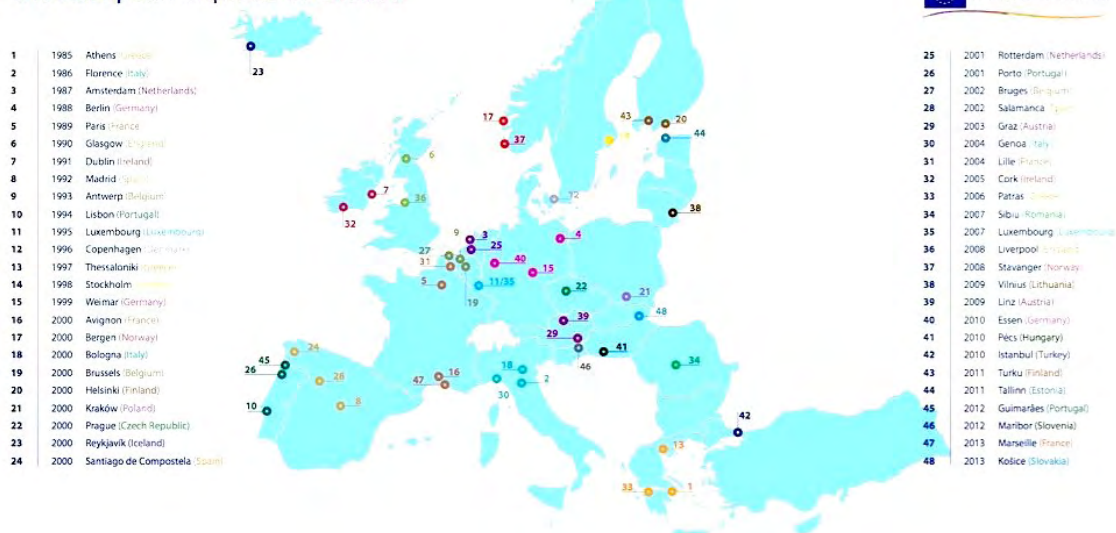 1 1985 Athens (Greece)
2 1986 Florence (Italy)
3 1987 Amsterdam (Netherlands)
4 1988 Berlin (Germany)
5 1989 Paris (France)
6 1990 Glasgow (England)
7 1991 Dublin (Ireland)
8 1992 Madrid (Spain)
9 1993 Antwerp (Belgium)
10 1994 Lisbon (Portugal)
11 1995 Luxembourg (Luxembourg)
12 1996 Copenhagen (Denmark)
13 1997 Thessaloniki (Greece)
14 1998 Stockholm
15 1999 Weimar (Germany)
16 2000 Avignon (France)
17 2000 Bergen (Norway)
18 2000 Bologna (Italy)
19 2000 Brussels (Belgium)
20 2000 Helsinki (Finland)
21 2000 Kraków (Poland)
22 2000 Prague (Czech Republic)
23 2000 Reykjavík (Iceland)
24 2000 Santiago de Compostela (Spain)
23
17
37
43
20
44
6
7
36
32
12
38
9
3
25
4
27
31
40
15
5
11/35
19
22
21
48
39
29
41
46
45
24
26
28
8
10
16
47
18
2
30
34
42
13
33
1
25 2001 Rotterdam (Netherlands)
26 2001 Porto (Portugal)
27 2002 Bruges (Belgium)
28 2002 Salamanca (Spain)
29 2003 Graz (Austria)
30 2004 Genoa (Italy)
31 2004 Lille (France)
32 2005 Cork (Ireland)
33 2006 Patras (Greece)
34 2007 Sibiu (Romania)
35 2007 Luxembourg (Luxembourg)
36 2008 Liverpool (England)
37 2008 Stavanger (Norway)
38 2009 Vilnius (Lithuania)
39 2009 Linz (Austria)
40 2010 Essen (Germany)
41 2010 Pécs (Hungary)
42 2010 Istanbul (Turkey)
43 2011 Turku (Finland)
44 2011 Tallinn (Estonia)
45 2012 Guimarães (Portugal)
46 2012 Maribor (Slovenia)
47 2013 Marseille (France)
48 2013 Košice (Slovakia)